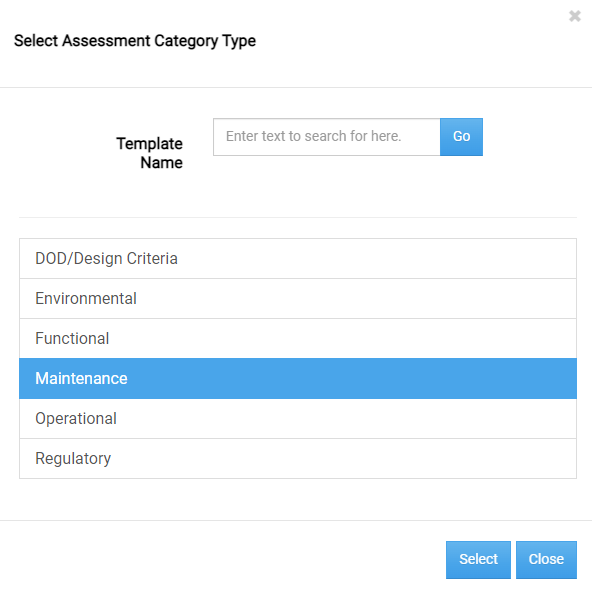 Select Assessment Category Type
Template
Name
Enter text to search for here.
Go
DOD/Design Criteria
Environmental
Functional
Maintenance
Operational
Regulatory
Select
Close